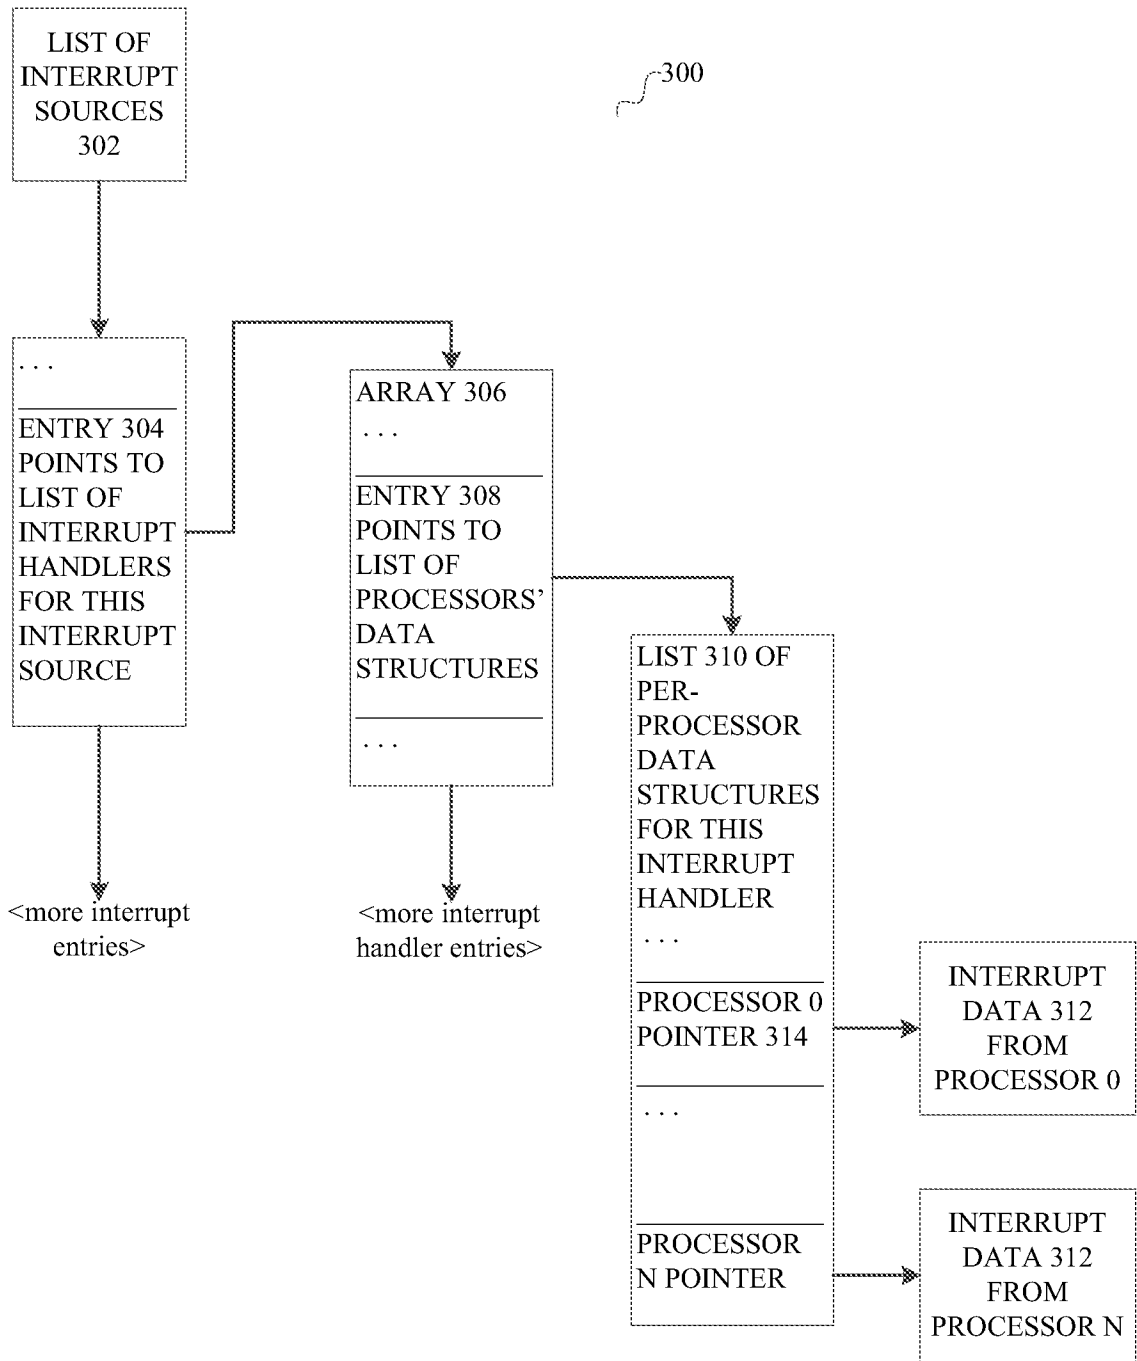 LIST OF
INTERRUPT
SOURCES
302
300
. . .
ENTRY 304
POINTS TO
LIST OF
INTERRUPT
HANDLERS
FOR THIS
INTERRUPT
SOURCE
<more interrupt
entries>
ARRAY 306
. . .
ENTRY 308
POINTS TO
LIST OF
PROCESSORS’
DATA
STRUCTURES
. . .
<more interrupt
handler entries>
LIST 310 OF
PER-
PROCESSOR
DATA
STRUCTURES
FOR THIS
INTERRUPT
HANDLER
. . .
PROCESSOR 0
POINTER 314
. . .
PROCESSOR
N POINTER
INTERRUPT
DATA 312
FROM
PROCESSOR 0
INTERRUPT
DATA 312
FROM
PROCESSOR N